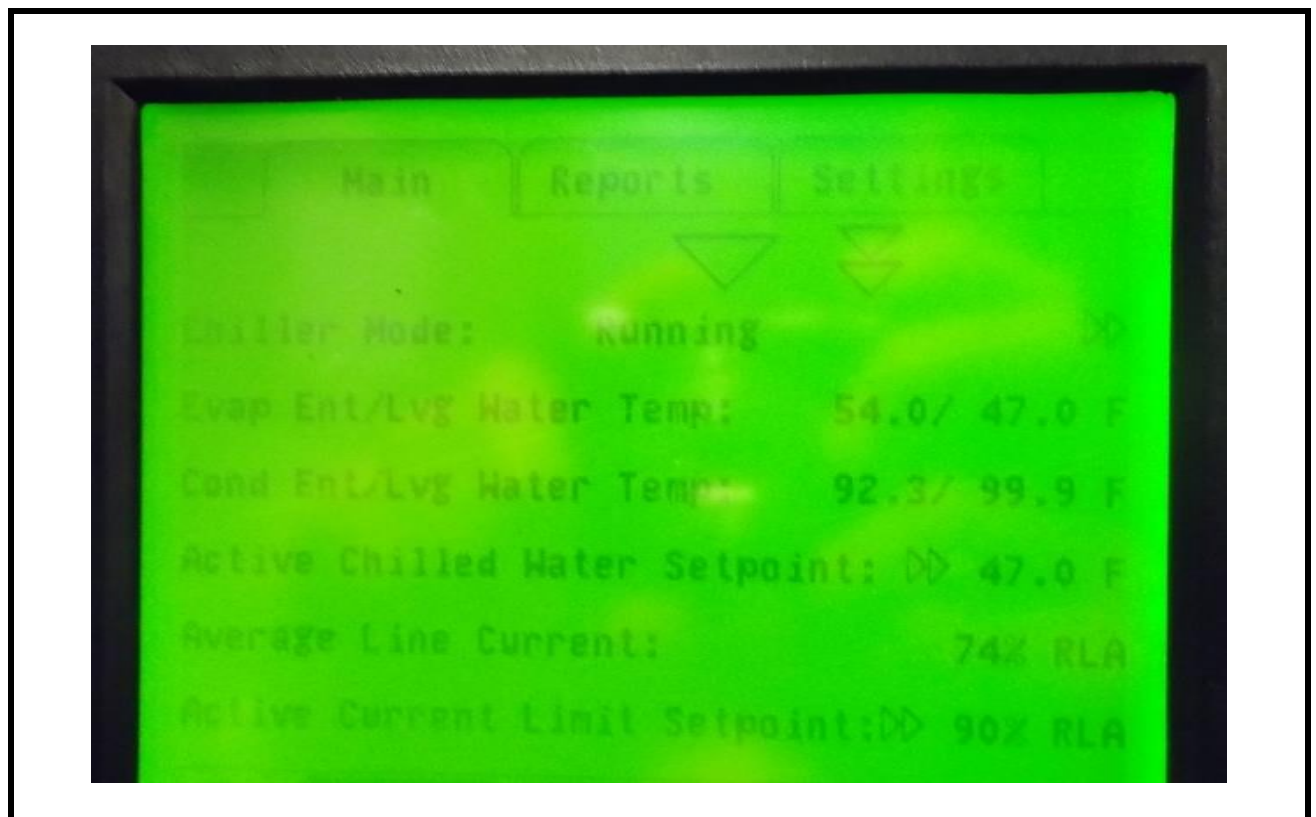 Main Reports Settings
Chiller Mode: Running
Evap Ent/Lvg Water Temp: 54.0/ 47.0 F
Cond Ent/Lvg Water Temp: 92.3/ 99.9 F
Active Chilled Water Setpoint: 47.0 F
Average Line Current: 74% RLA
Active Current Limit Setpoint: 90% RLA